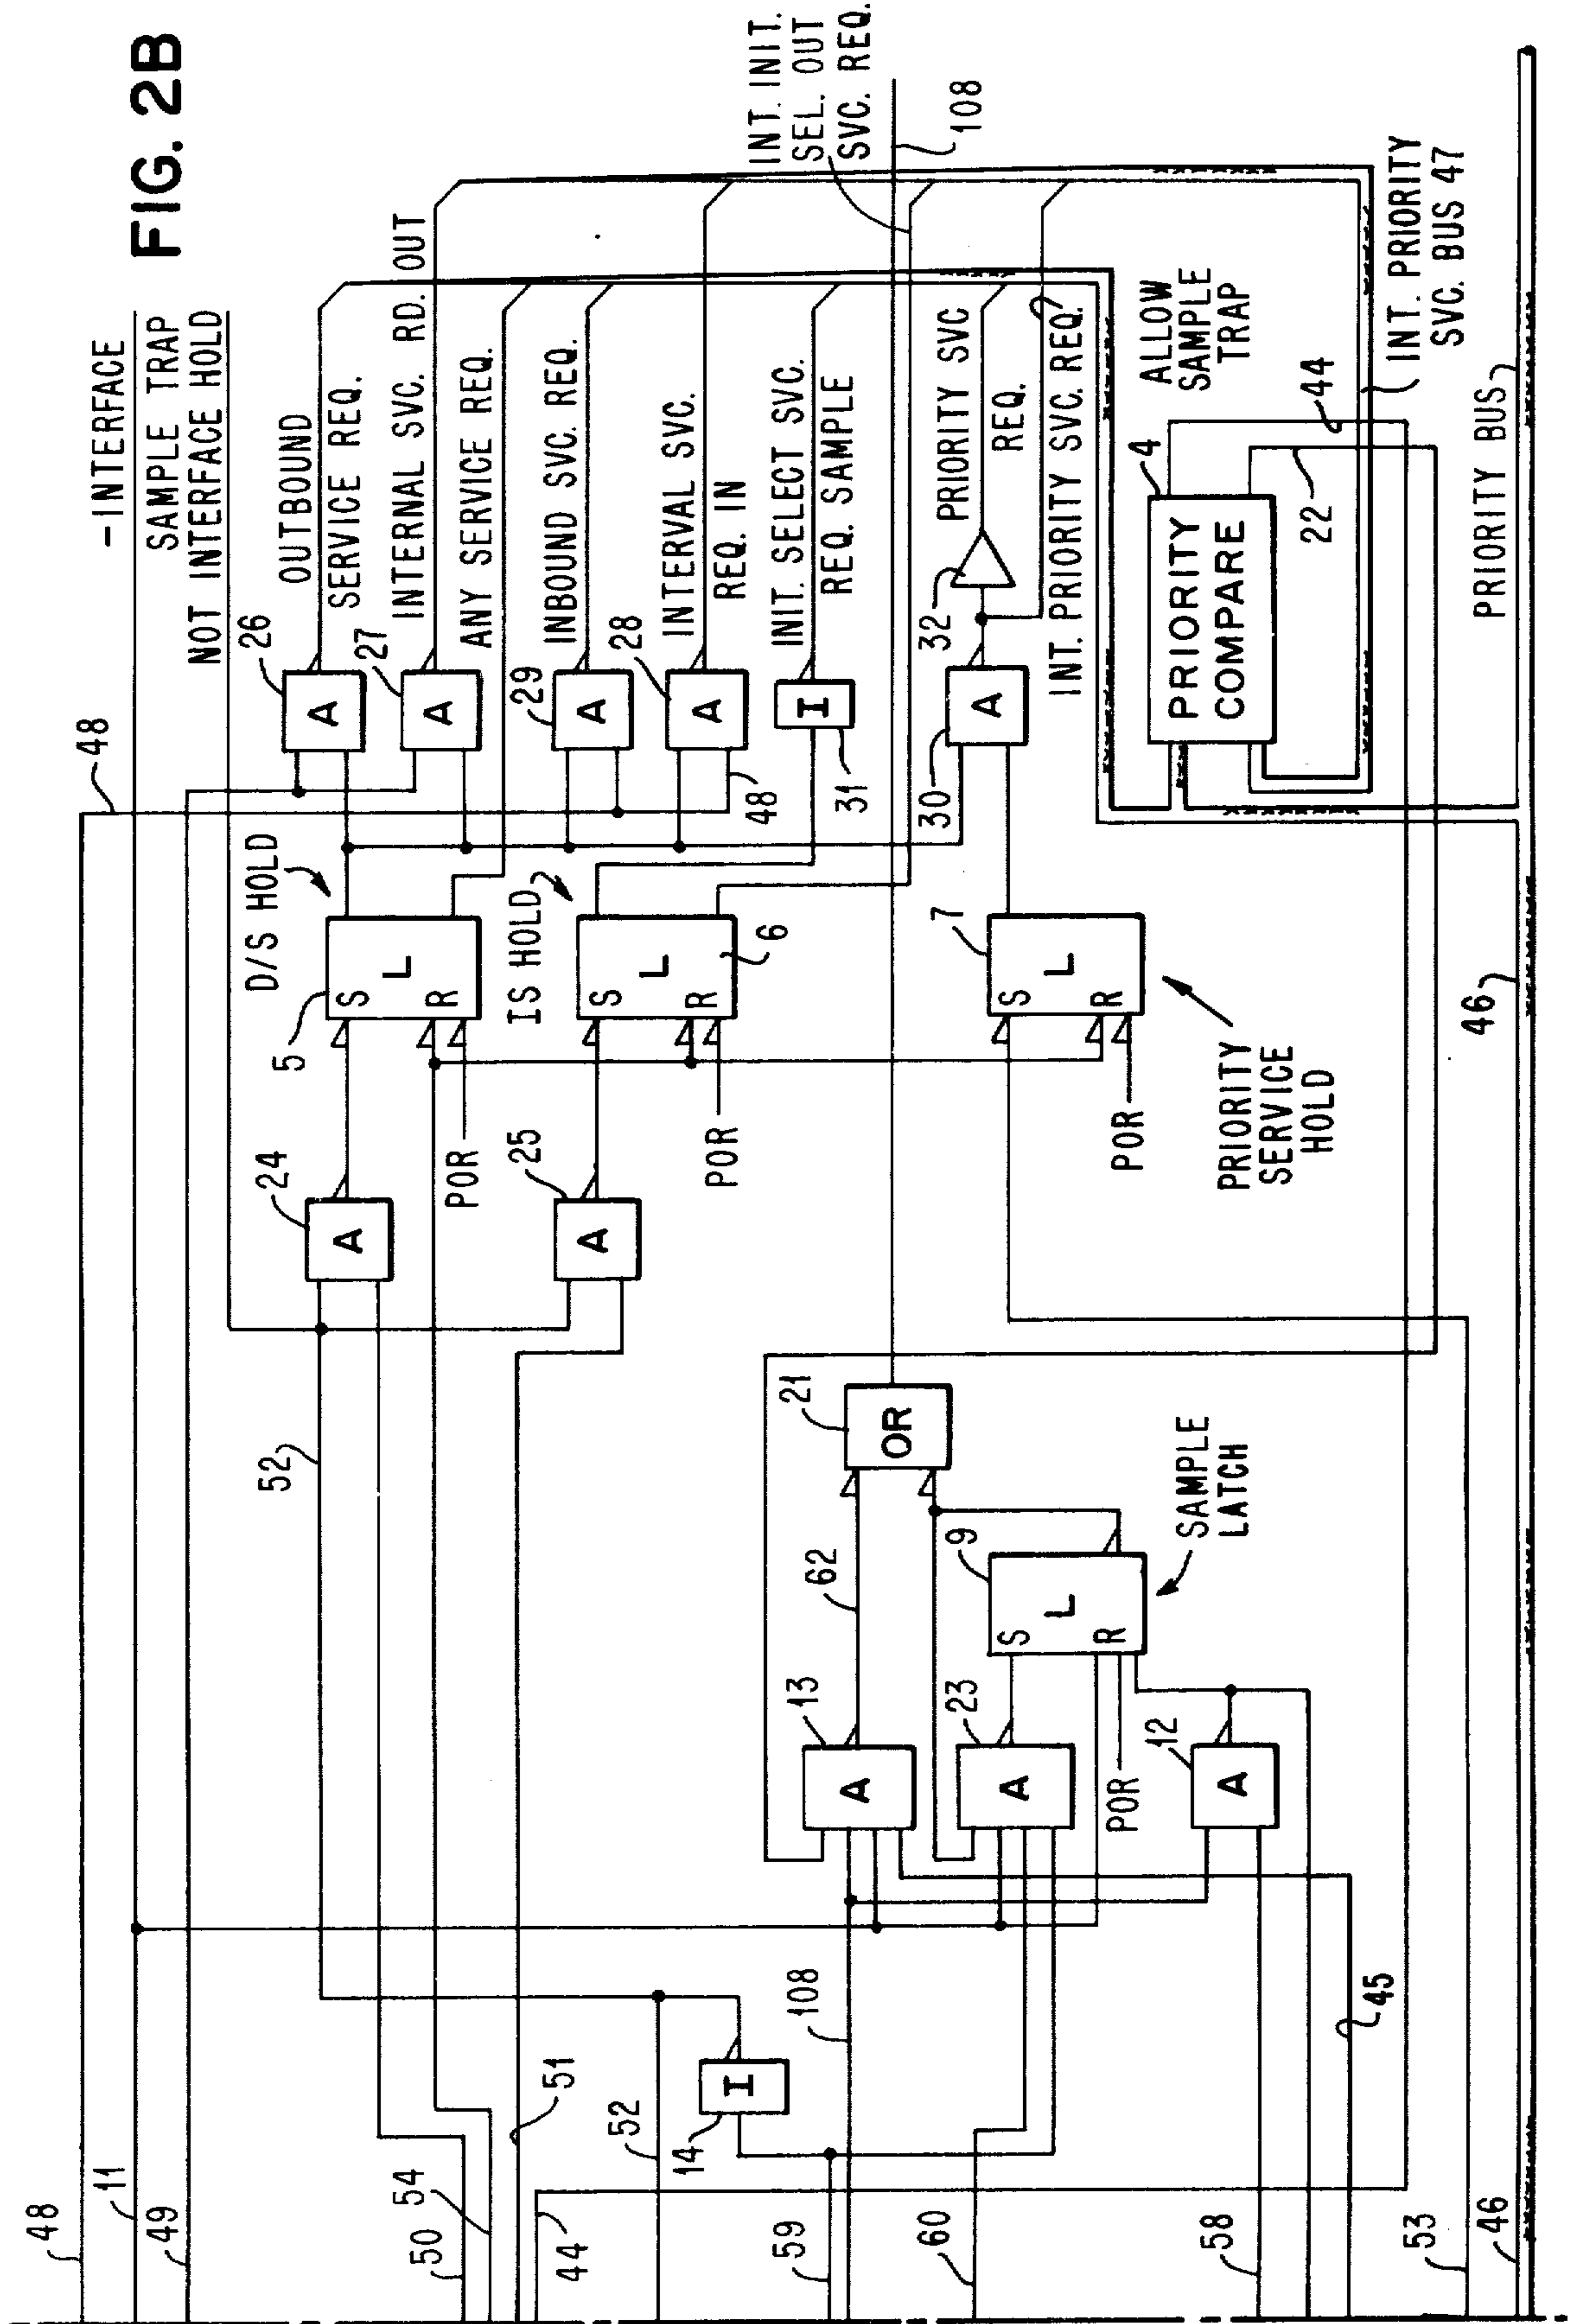 FIG. 2B
48
11
-INTERFACE
SAMPLE TRAP
NOT INTERFACE HOLD
49
48
OUTBOUND
SERVICE REQ.
26
A
INTERNAL SVC. RD. OUT
27
A
ANY SERVICE REQ.
INBOUND SVC. REQ.
29
A
INTERVAL SVC.
REQ. IN
28
A
48
INIT. SELECT SVC.
REQ. SAMPLE
I
31
INT. INIT.
SEL. OUT
SVC. REQ.
108
PRIORITY SVC
REQ.
32
A
30
INT. PRIORITY SVC. REQ.
D/S HOLD
5
S
L
R
POR
24
A
52
50
54
51
44
IS HOLD
S
L
R
6
POR
25
A
7
S
L
R
POR
PRIORITY
SERVICE
HOLD
4
PRIORITY
COMPARE
ALLOW
SAMPLE
TRAP
44
22
INT. PRIORITY
SVC. BUS 47
PRIORITY BUS
46
21
OR
62
9
S
L
R
SAMPLE
LATCH
13
A
23
A
POR
12
A
52
14
I
108
59
60
58
45
53
46